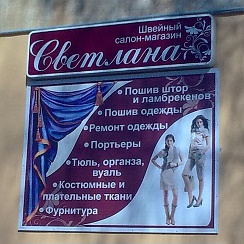 Швейный
салон-магазин
Светлана
• Пошив штор
и ламбрекенов
• Пошив одежды
• Ремонт одежды
• Портьеры
• Тюль, органза,
вуаль
• Костюмные и
плательные ткани
• Фурнитура